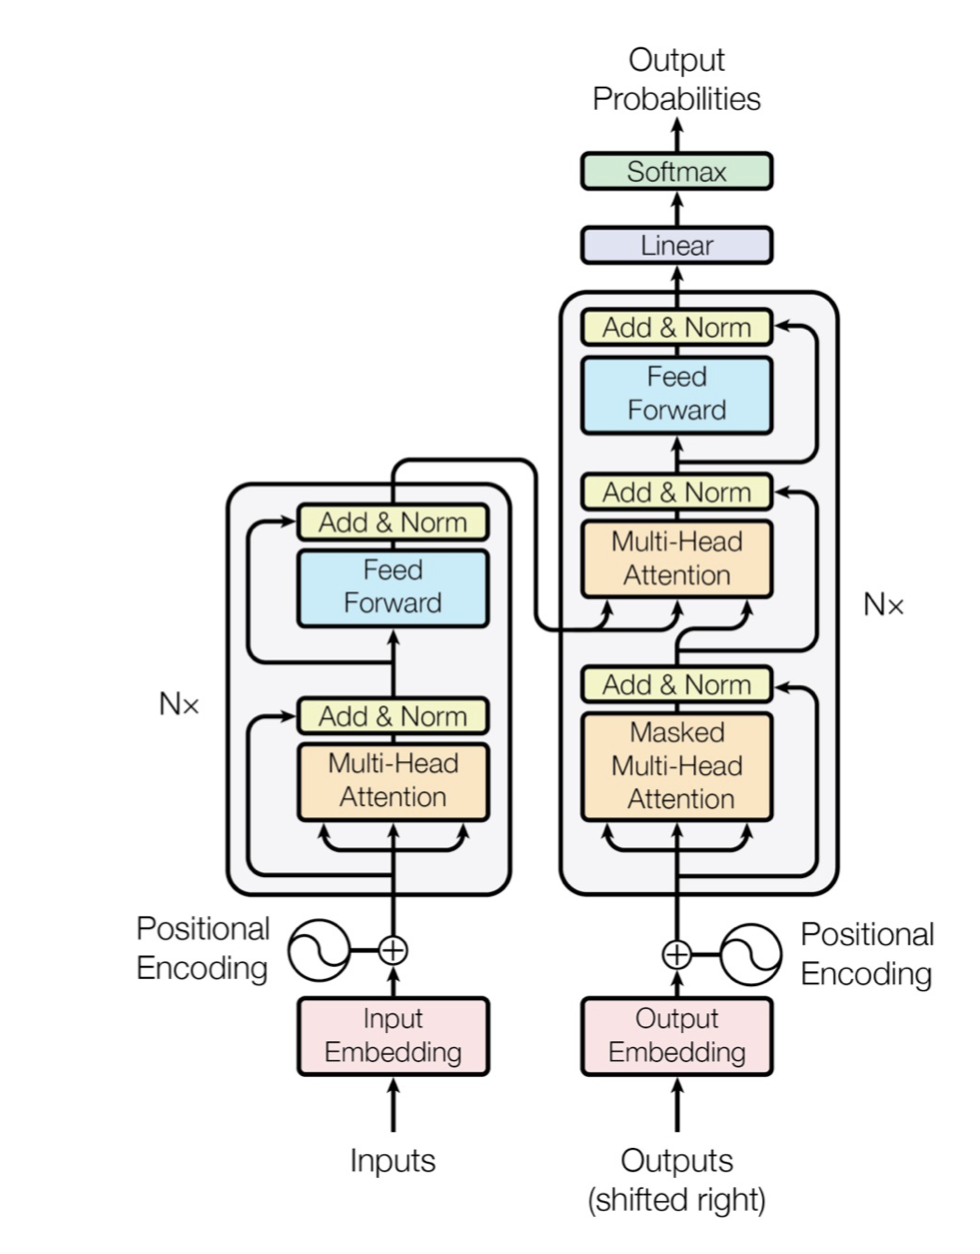 Output
Probabilities
Softmax
Linear
Add & Norm
Feed
Forward
Add & Norm
Multi-Head
Attention
N×
Add & Norm
Masked
Multi-Head
Attention
Add & Norm
Feed
Forward
N×
Add & Norm
Multi-Head
Attention
Positional
Encoding
Positional
Encoding
Input
Embedding
Output
Embedding
Inputs
Outputs
(shifted right)